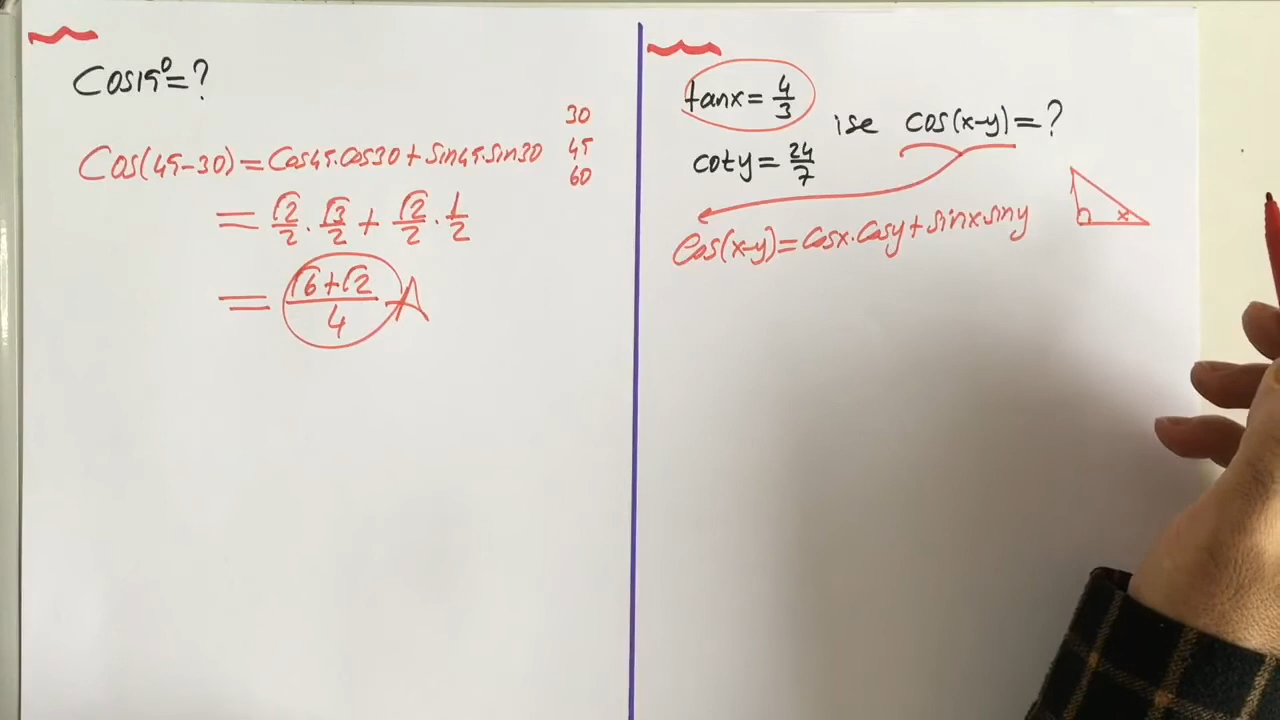 Cos15°=?
30
45
60
Cos(45-30)=Cos45.Cos30+Sin45.Sin30
=√2/2.√3/2+√2/2.1/2
=(√6+√2)/4 A
tanx=4/3
ise cos(x-y)=?
coty=24/7
Cos(x-y)=Cosx.Cosy+Sinx.Siny
x